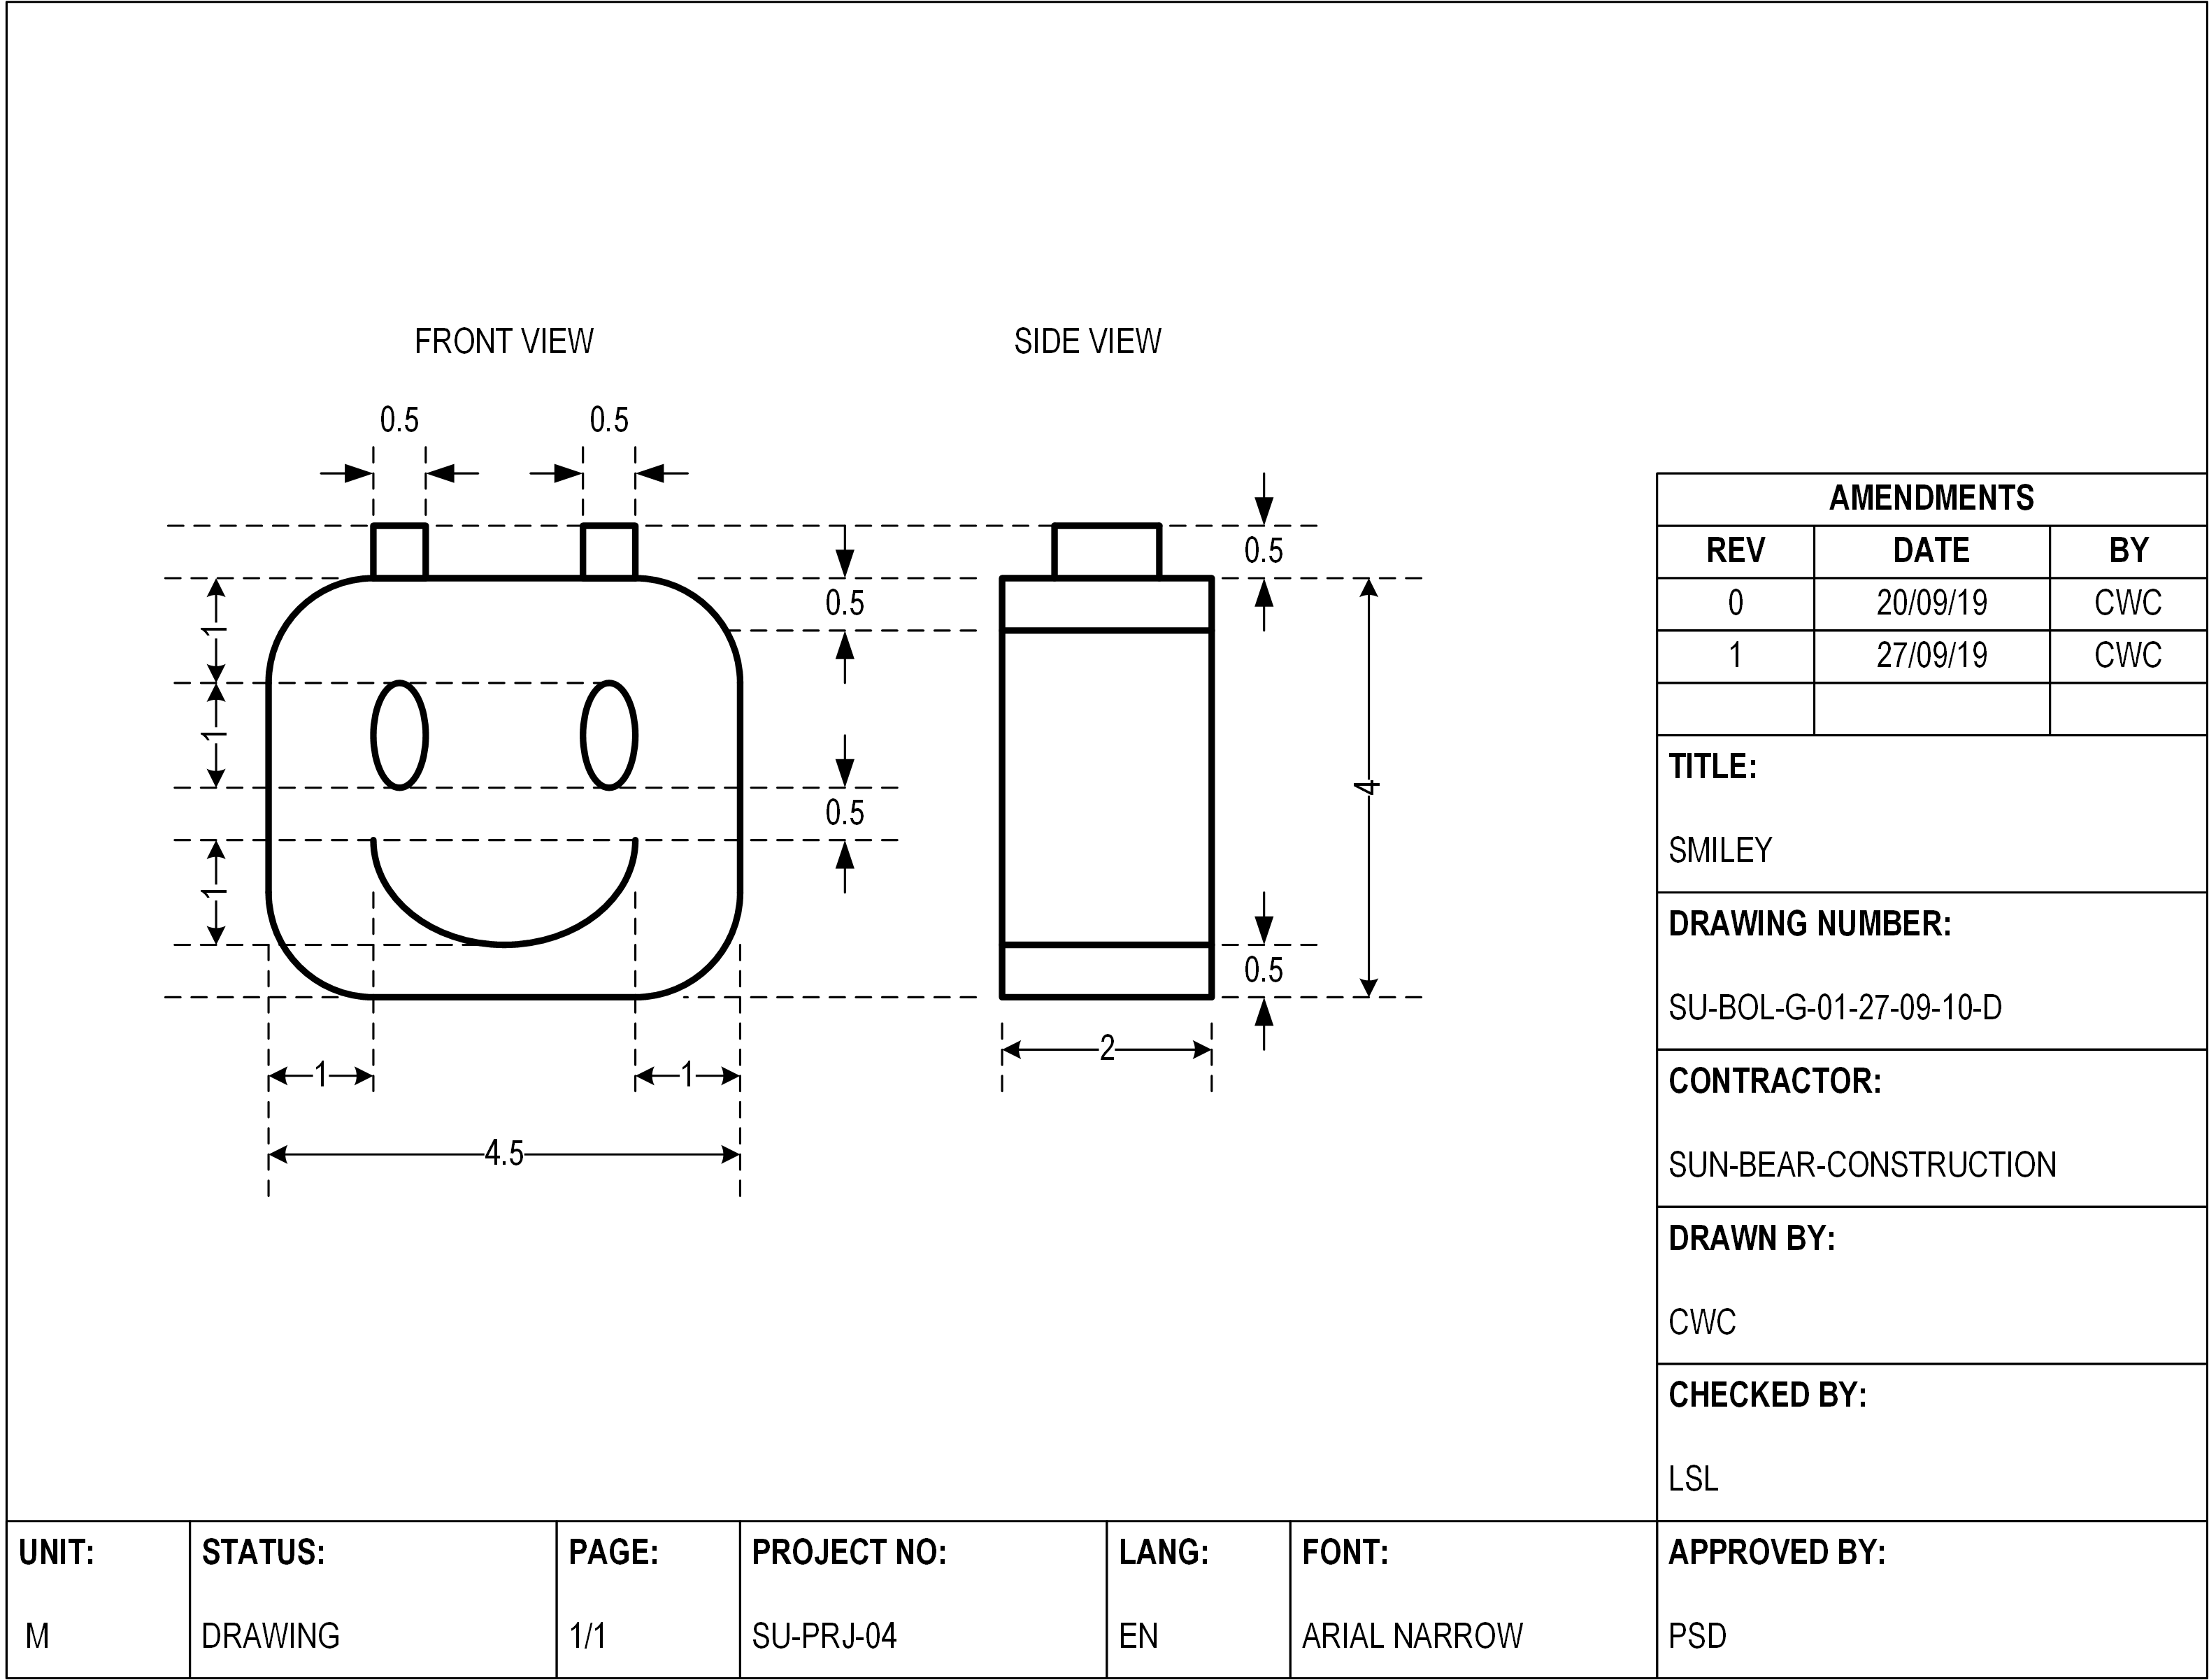 FRONT VIEW
SIDE VIEW
0.5
0.5
0.5
0.5
1
1
0.5
1
4
0.5
2
1
1
4.5
AMENDMENTS
REV DATE BY
0 20/09/19 CWC
1 27/09/19 CWC
TITLE:
SMILEY
DRAWING NUMBER:
SU-BOL-G-01-27-09-10-D
CONTRACTOR:
SUN-BEAR-CONSTRUCTION
DRAWN BY:
CWC
CHECKED BY:
LSL
UNIT:
M
STATUS:
DRAWING
PAGE:
1/1
PROJECT NO:
SU-PRJ-04
LANG:
EN
FONT:
ARIAL NARROW
APPROVED BY:
PSD